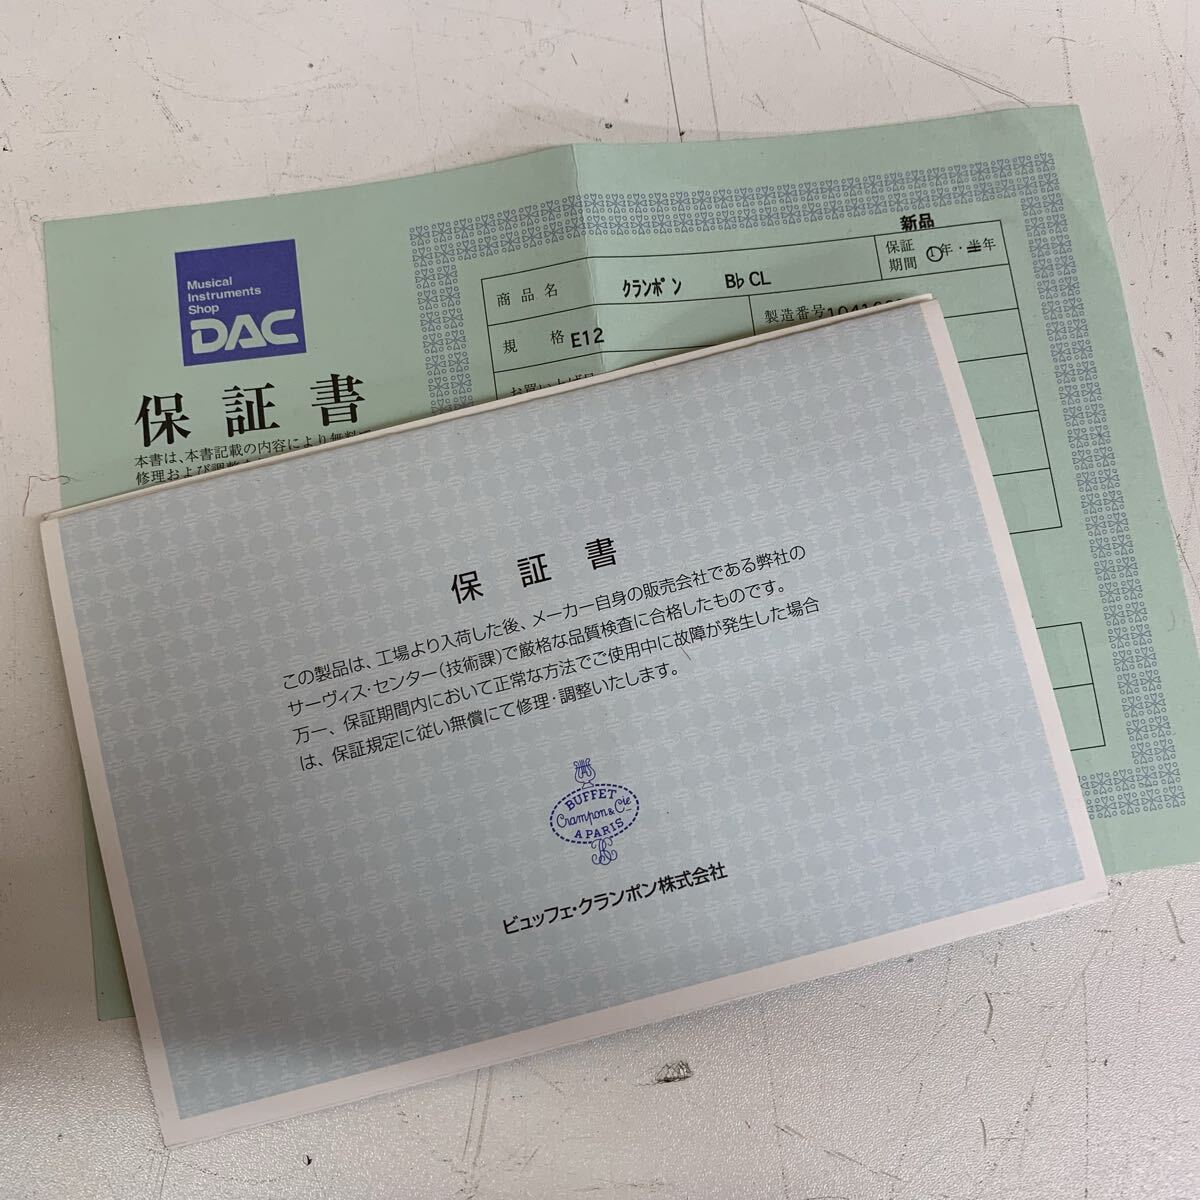 Musical
Instruments
Shop
DAC
保証書
本書は、本書記載の内容により無料
修理および調整
新品
商品名 クランポン B♭CL
保証期間 1年・半年
規格 E12
製造番号
保証書
この製品は、工場より入荷した後、メーカー自身の販売会社である弊社の
サーヴィス・センター(技術課)で厳格な品質検査に合格したものです。
万一、保証期間内において正常な方法でご使用中に故障が発生した場合
は、保証規定に従い無償にて修理・調整いたします。
BUFFET
Crampon & Cie
A PARIS
ビュッフェ・クランポン株式会社